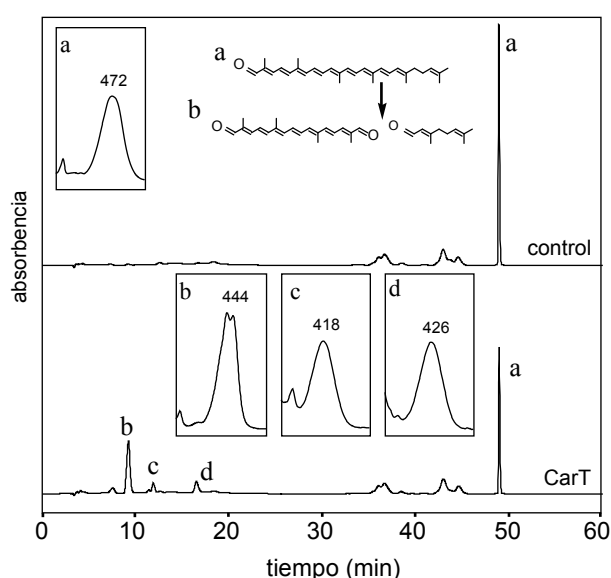 a
472
a
O
b
O
O
O
a
control
absorbencia
b
444
c
418
d
426
a
b
c
d
CarT
0 10 20 30 40 50 60
tiempo (min)